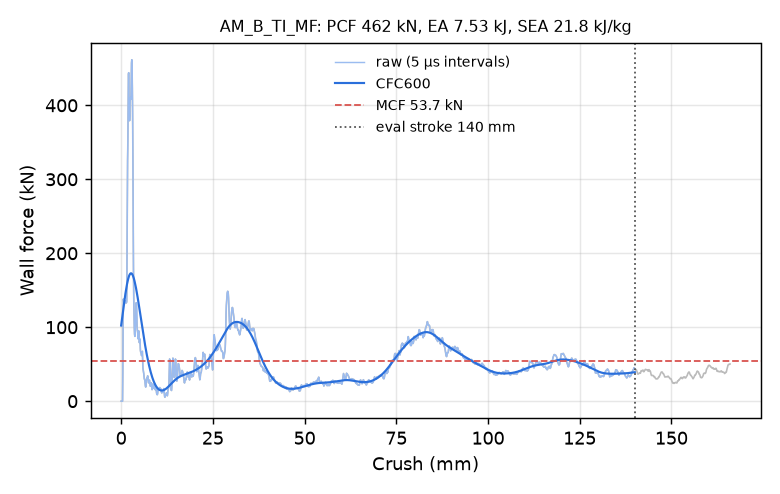 AM_B_TI_MF: PCF 462 kN, EA 7.53 kJ, SEA 21.8 kJ/kg
raw (5 µs intervals)
CFC600
MCF 53.7 kN
eval stroke 140 mm
Wall force (kN)
400
300
200
100
0
0
25
50
75
100
125
150
Crush (mm)